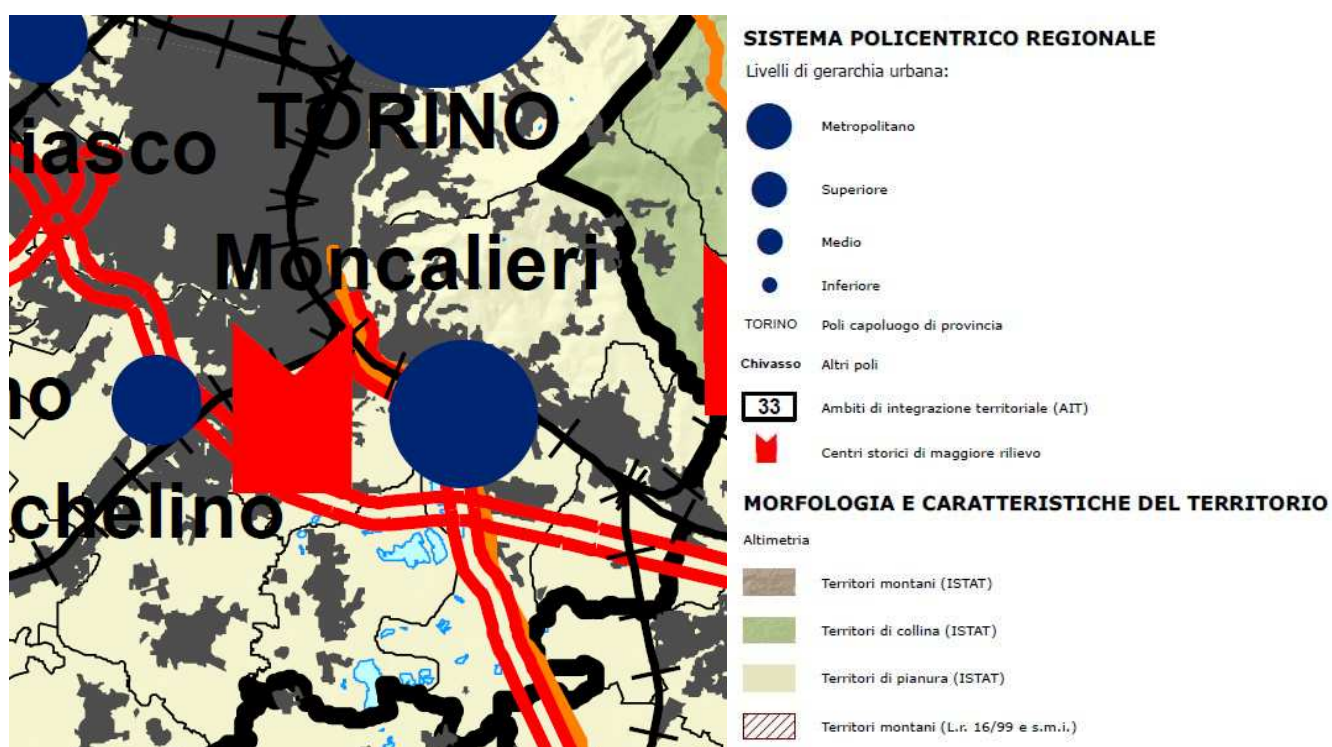 TORINO
iasco
Moncalieri
no
chelino
SISTEMA POLICENTRICO REGIONALE
Livelli di gerarchia urbana:
Metropolitano
Superiore
Medio
Inferiore
TORINO Poli capoluogo di provincia
Chivasso Altri poli
33 Ambiti di integrazione territoriale (AIT)
Centri storici di maggiore rilievo
MORFOLOGIA E CARATTERISTICHE DEL TERRITORIO
Altimetria
Territori montani (ISTAT)
Territori di collina (ISTAT)
Territori di pianura (ISTAT)
Territori montani (L.r. 16/99 e s.m.i.)